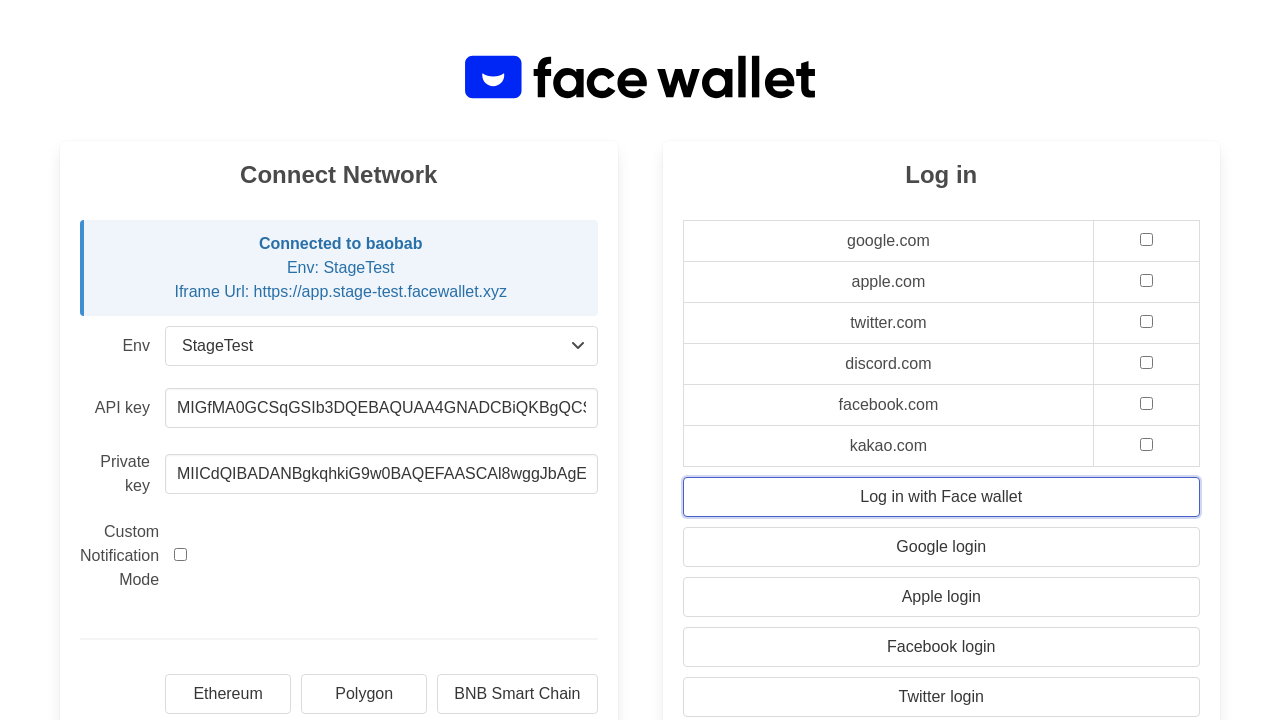 face wallet
Connect Network
Connected to baobab
Env: StageTest
Iframe Url: https://app.stage-test.facewallet.xyz
Env
StageTest
API key
MIGfMA0GCSqGSIb3DQEBAQUAA4GNADCBiQKBgQCS
Private
key
MIICdQIBADANBgkqhkiG9w0BAQEFAASCAl8wggJbAgE
Custom
Notification
Mode
Ethereum
Polygon
BNB Smart Chain
Log in
google.com
apple.com
twitter.com
discord.com
facebook.com
kakao.com
Log in with Face wallet
Google login
Apple login
Facebook login
Twitter login